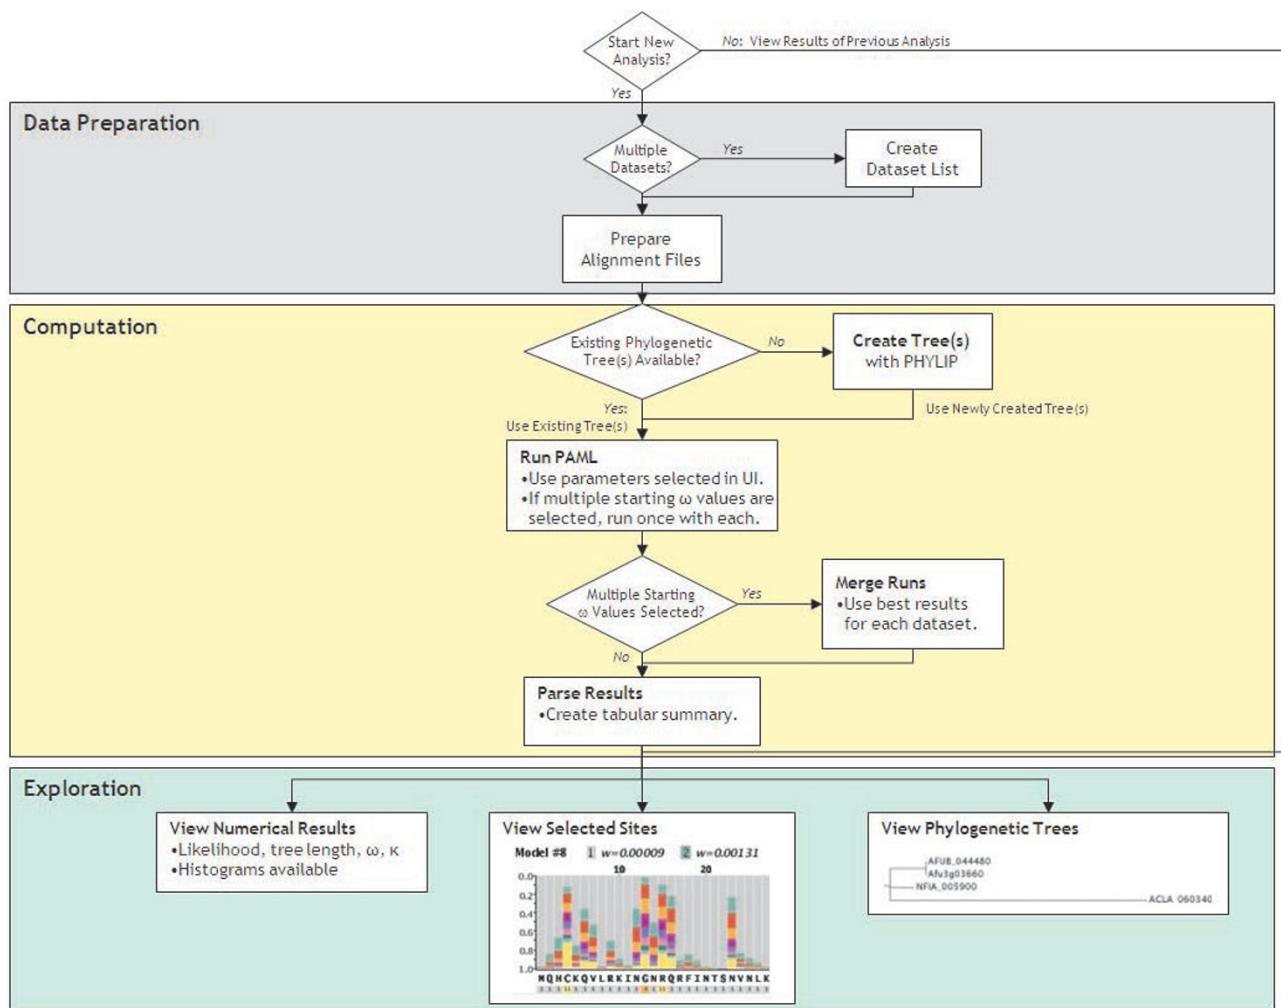 Start New
Analysis?
No: View Results of Previous Analysis
Yes
Data Preparation
Multiple
Datasets?
Yes
Create
Dataset List
Prepare
Alignment Files
Computation
Existing Phylogenetic
Tree(s) Available?
No
Create Tree(s)
with PHYLIP
Yes:
Use Existing Tree(s)
Use Newly Created Tree(s)
Run PAML
•Use parameters selected in UI.
•If multiple starting ω values are
selected, run once with each.
Multiple Starting
ω Values Selected?
Yes
Merge Runs
•Use best results
for each dataset.
No
Parse Results
•Create tabular summary.
Exploration
View Numerical Results
•Likelihood, tree length, ω, κ
•Histograms available
View Selected Sites
Model #8 1 w=0.00009 2 w=0.00131
10 20
0.0
0.2
0.4
0.6
0.8
1.0
M Q H C K Q V L R K I N G N R Q R F I N T S N V N L K
View Phylogenetic Trees
AFUB_044480
Afu3g03660
NFIA_005900
ACLA_060340